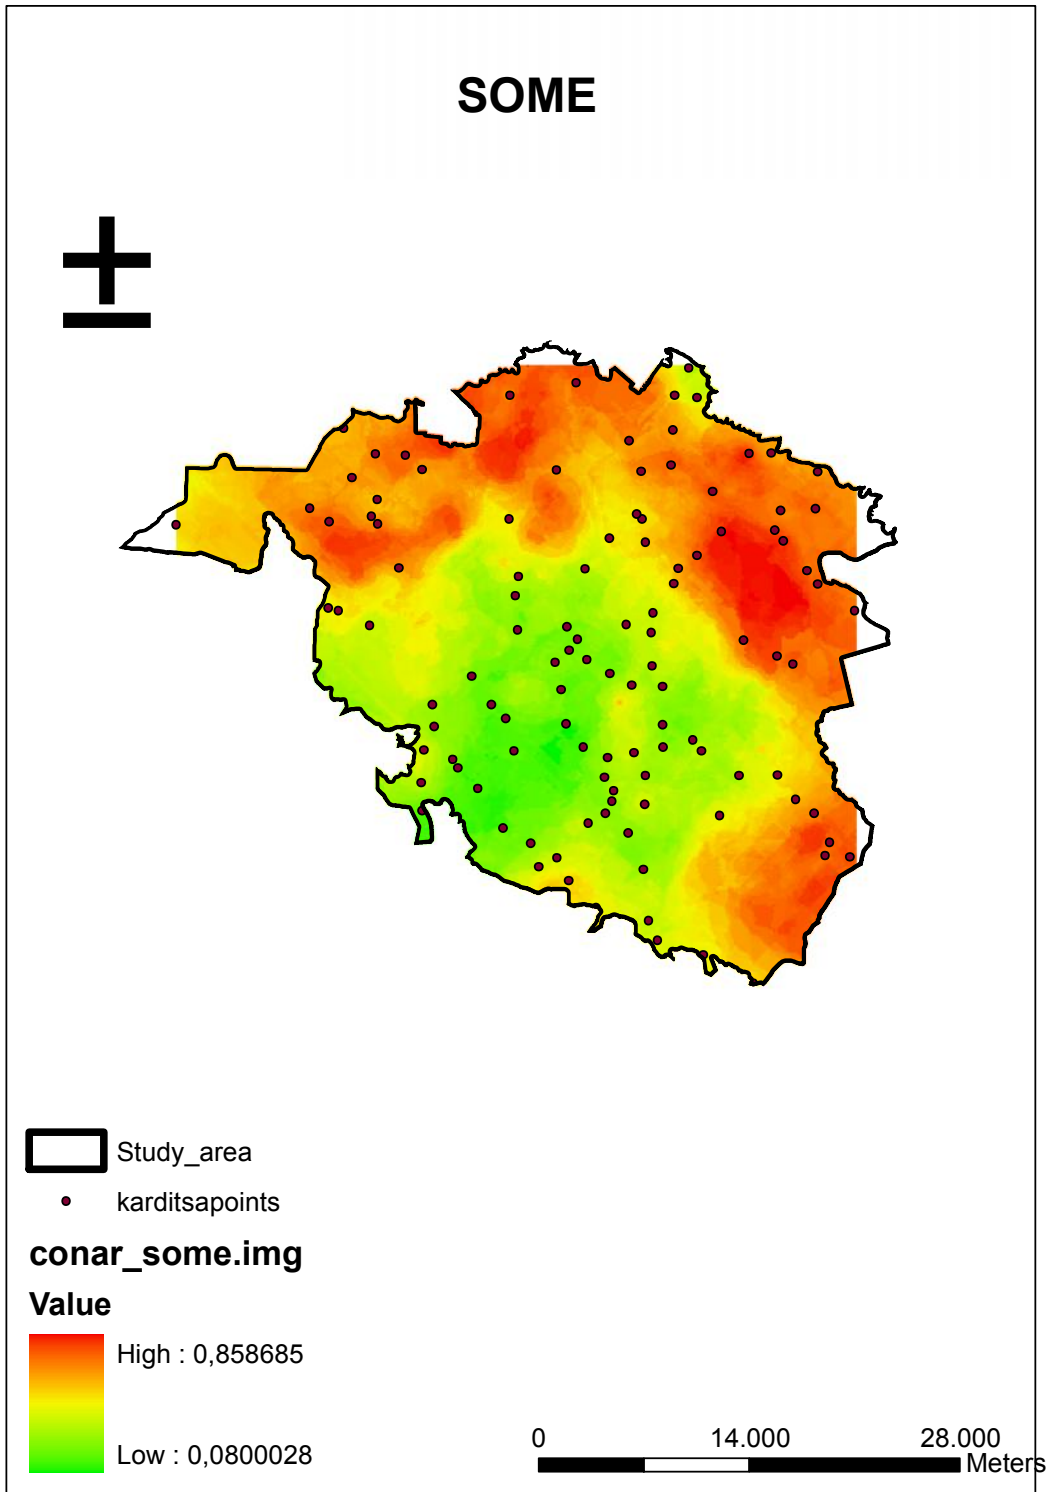 SOME
Study_area
karditsapoints
conar_some.img
Value
High : 0,858685
Low : 0,0800028
0 14.000 28.000
Meters